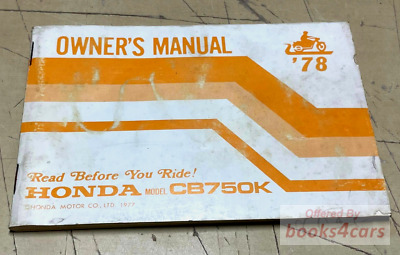 OWNER'S MANUAL
'78
Read Before You Ride!
HONDA MODEL CB750K
©HONDA MOTOR CO., LTD. 1977
Offered By:
books4cars